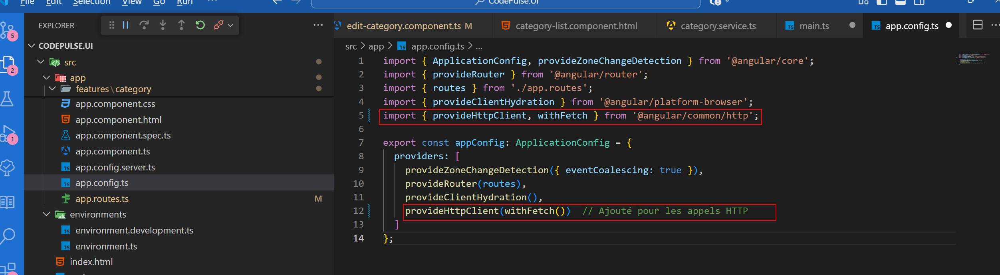 File Edit Selection View Go Run ...
CodePulse.UI
EXPLORER
edit-category.component.ts M
category-list.component.html
category.service.ts
main.ts
app.config.ts
CODEPULSE.UI
src
app
features\category
app.component.css
app.component.html
app.component.spec.ts
app.component.ts
app.config.server.ts
app.config.ts
app.routes.ts M
environments
environment.development.ts
environment.ts
index.html
5
2
1
src > app > TS app.config.ts > ...
1 import { ApplicationConfig, provideZoneChangeDetection } from '@angular/core';
2 import { provideRouter } from '@angular/router';
3 import { routes } from './app.routes';
4 import { provideClientHydration } from '@angular/platform-browser';
5 import { provideHttpClient, withFetch } from '@angular/common/http';
6
7 export const appConfig: ApplicationConfig = {
8 providers: [
9 provideZoneChangeDetection({ eventCoalescing: true }),
10 provideRouter(routes),
11 provideClientHydration(),
12 provideHttpClient(withFetch()) // Ajouté pour les appels HTTP
13 ]
14 };